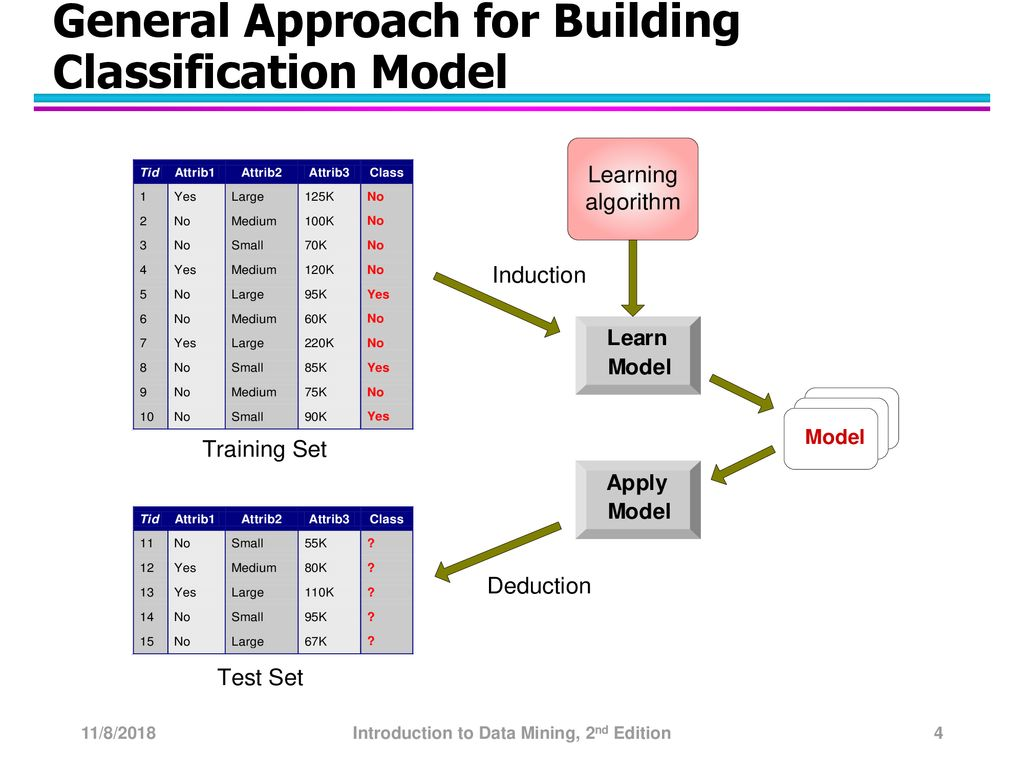 General Approach for Building
Classification Model
Tid Attrib1 Attrib2 Attrib3 Class
1 Yes Large 125K No
2 No Medium 100K No
3 No Small 70K No
4 Yes Medium 120K No
5 No Large 95K Yes
6 No Medium 60K No
7 Yes Large 220K No
8 No Small 85K Yes
9 No Medium 75K No
10 No Small 90K Yes
Training Set
Learning
algorithm
Induction
Learn
Model
Model
Apply
Model
Deduction
Tid Attrib1 Attrib2 Attrib3 Class
11 No Small 55K ?
12 Yes Medium 80K ?
13 Yes Large 110K ?
14 No Small 95K ?
15 No Large 67K ?
Test Set
11/8/2018 Introduction to Data Mining, 2nd Edition 4